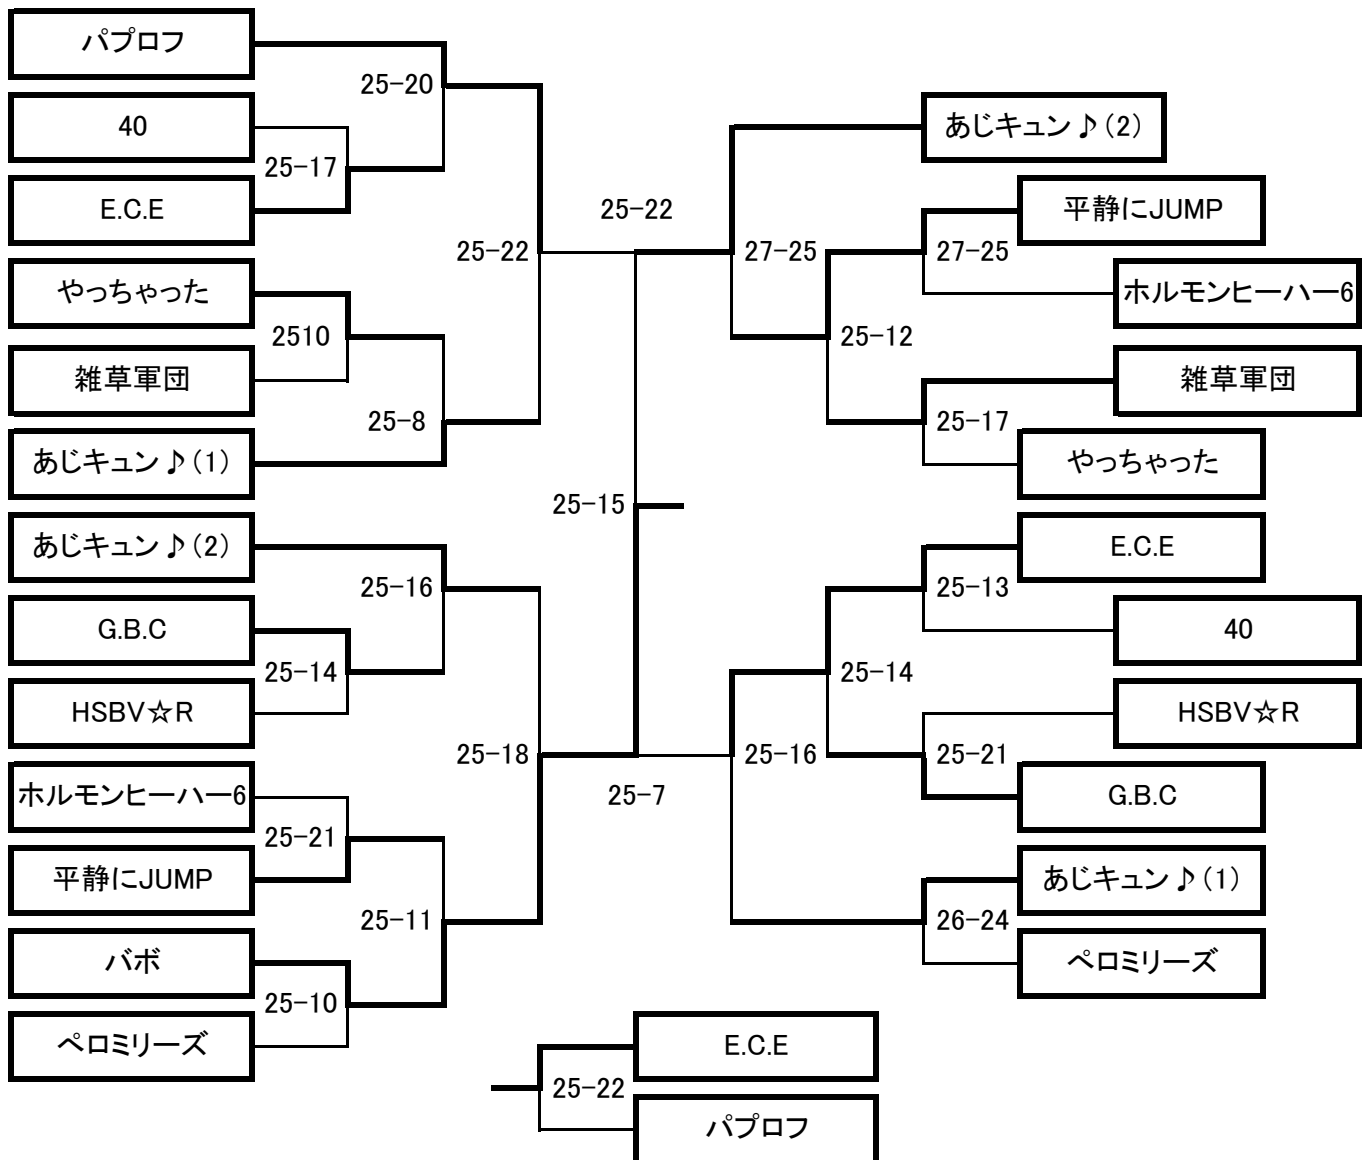 パプロフ
25-20
40
あじキュン♪(2)
25-17
E.C.E
25-22
平静にJUMP
25-22
27-25
27-25
やっちゃった
ホルモンヒーハー6
2510
25-12
雑草軍団
雑草軍団
25-8
25-17
あじキュン♪(1)
やっちゃった
25-15
あじキュン♪(2)
E.C.E
25-16
25-13
G.B.C
40
25-14
25-14
HSBV☆R
HSBV☆R
25-18
25-16
25-21
ホルモンヒーハー6
25-7
G.B.C
25-21
平静にJUMP
あじキュン♪(1)
25-11
26-24
バボ
ペロミリーズ
25-10
ペロミリーズ
E.C.E
25-22
パプロフ